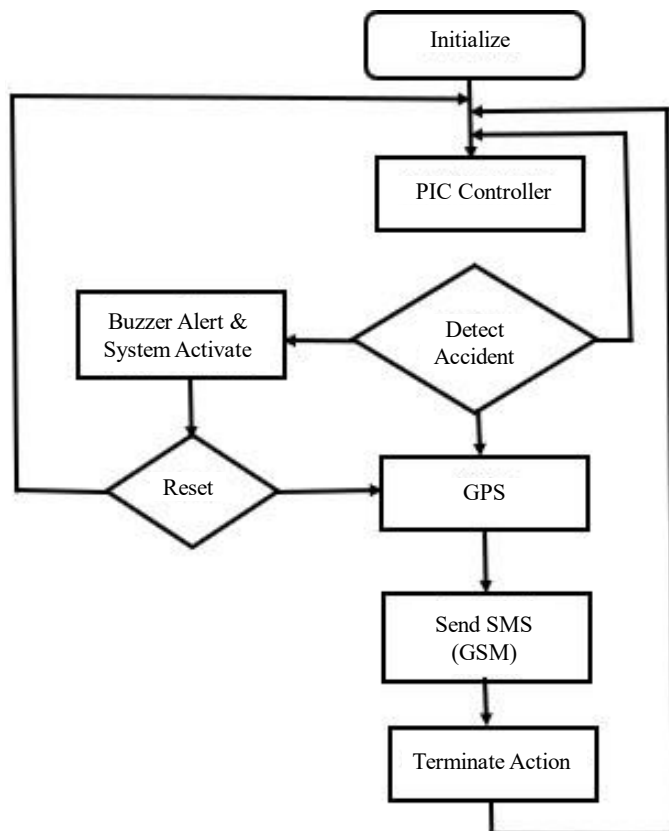 Initialize
PIC Controller
Buzzer Alert &
System Activate
Detect
Accident
Reset
GPS
Send SMS
(GSM)
Terminate Action